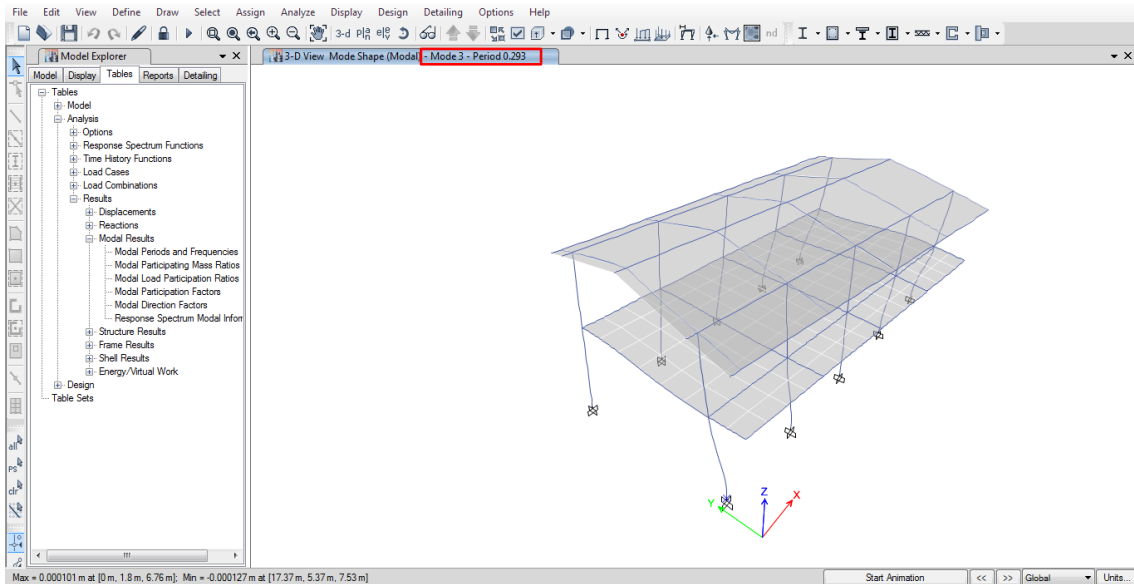 File Edit View Define Draw Select Assign Analyze Display Design Detailing Options Help
3-d nd
Model Explorer
3-D View Mode Shape (Modal) - Mode 3 - Period 0.293
Model Display Tables Reports Detailing
Tables
Model
Analysis
Options
Response Spectrum Functions
Time History Functions
Load Cases
Load Combinations
Results
Displacements
Reactions
Modal Results
Modal Periods and Frequencies
Modal Participating Mass Ratios
Modal Load Participation Ratios
Modal Participation Factors
Modal Direction Factors
Response Spectrum Modal Infor
Structure Results
Frame Results
Shell Results
Energy/Virtual Work
Design
Table Sets
all
ps
clr
Z
X
Y
Max = 0.000101 m at [0 m, 1.8 m, 6.76 m]; Min = -0.000127 m at [17.37 m, 5.37 m, 7.53 m]
Start Animation << >> Global Units...